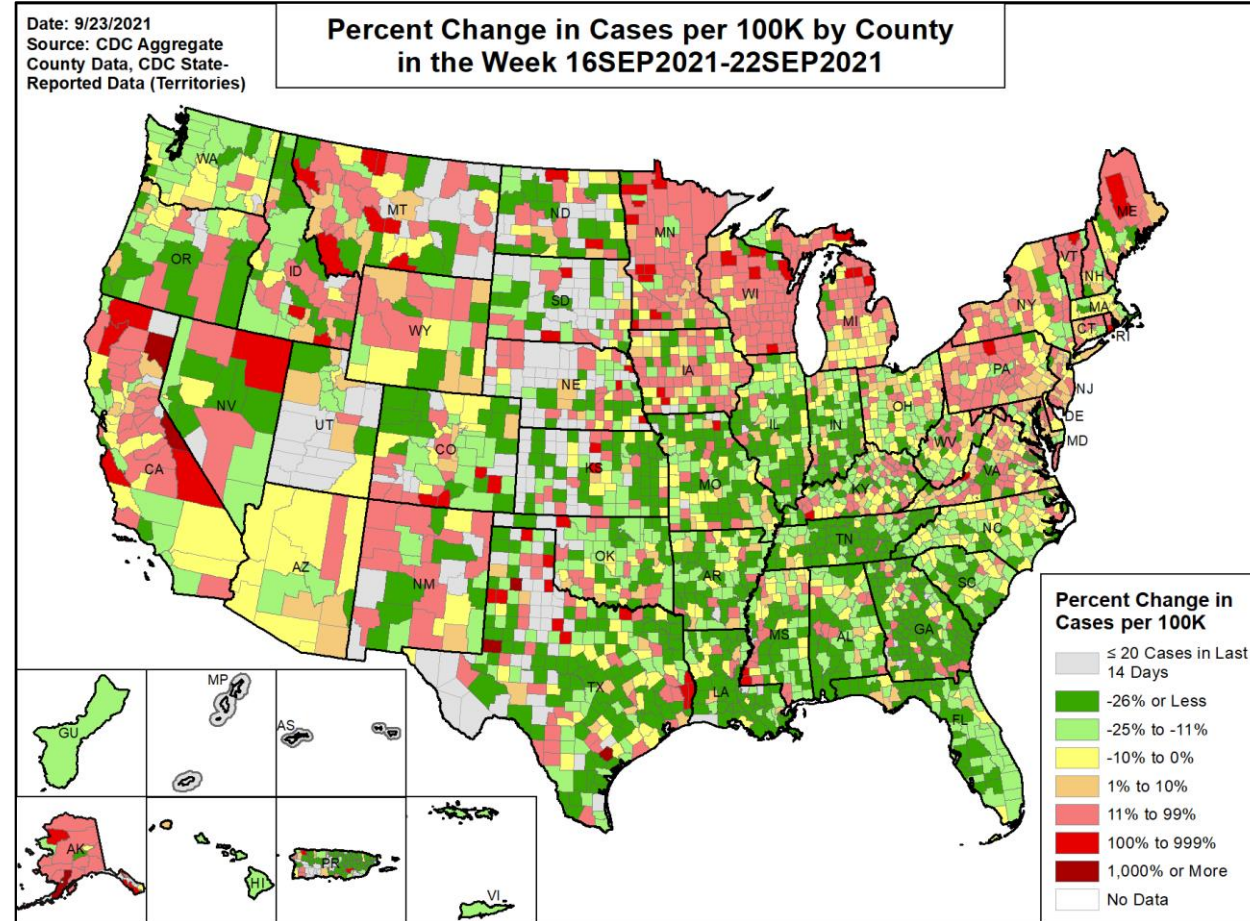 Date: 9/23/2021
Source: CDC Aggregate
County Data, CDC State-
Reported Data (Territories)
Percent Change in Cases per 100K by County
in the Week 16SEP2021-22SEP2021
WA
MT
ND
MN
ME
OR
ID
SD
WI
VT
NH
WY
MI
NY
MA
CT
RI
IA
NE
PA
NV
NJ
UT
IL
IN
OH
DE
CO
WV
MD
CA
KS
MO
VA
KY
NC
TN
OK
AZ
NM
AR
SC
MS
AL
GA
TX
LA
FL
GU
MP
AS
AK
HI
PR
VI
Percent Change in
Cases per 100K
≤ 20 Cases in Last
14 Days
-26% or Less
-25% to -11%
-10% to 0%
1% to 10%
11% to 99%
100% to 999%
1,000% or More
No Data